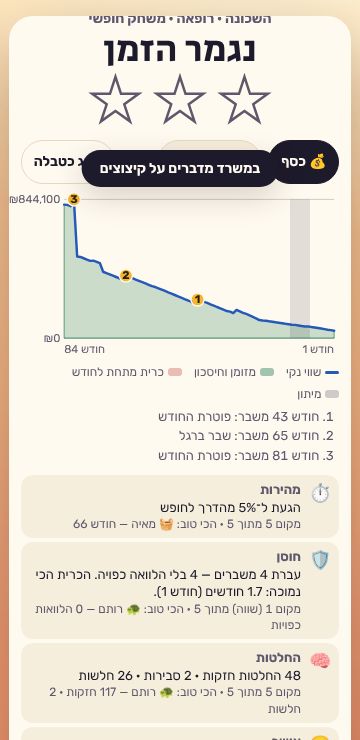 השכונה • רופאה • משחק חופשי
נגמר הזמן
💰 כסף
במשרד מדברים על קיצוצים
ג כטבלה
₪844,100
3
2
1
₪0
חודש 1
חודש 84
שווי נקי
מזומן וחיסכון
כרית מתחת לחודש
מיתון
1. חודש 43 משבר: פוטרת החודש
2. חודש 65 משבר: שבר ברגל
3. חודש 81 משבר: פוטרת החודש
⏱️ מהירות
הגעת ל־5% מהדרך לחופש
מקום 5 מתוך 5 • הכי טוב: 🧺 מאיה — חודש 66
🛡️ חוסן
עברת 4 משברים — 4 בלי הלוואה כפויה. הכרית הכי
נמוכה: 1.7 חודשים (חודש 1).
מקום 1 (שווה) מתוך 5 • הכי טוב: 🐢 רותם — 0 הלוואות
כפויות
🧠 החלטות
48 החלטות חזקות • 2 סבירות • 26 חלשות
מקום 5 מתוך 5 • הכי טוב: 🐢 רותם — 117 חזקות • 2
חלשות